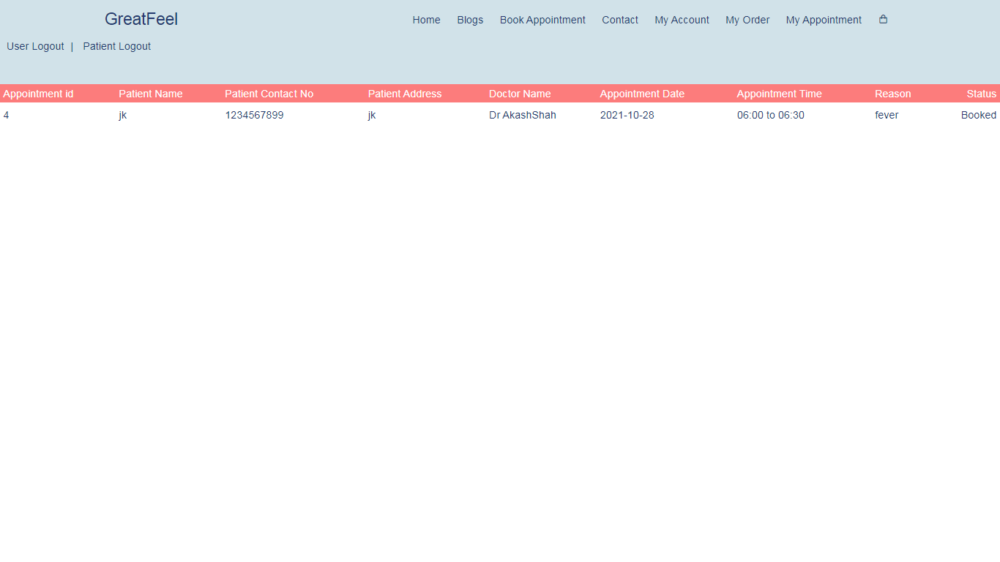 GreatFeel Home Blogs Book Appointment Contact My Account My Order My Appointment
User Logout | Patient Logout
Appointment id Patient Name Patient Contact No Patient Address Doctor Name Appointment Date Appointment Time Reason Status
4 jk 1234567899 jk Dr AkashShah 2021-10-28 06:00 to 06:30 fever Booked